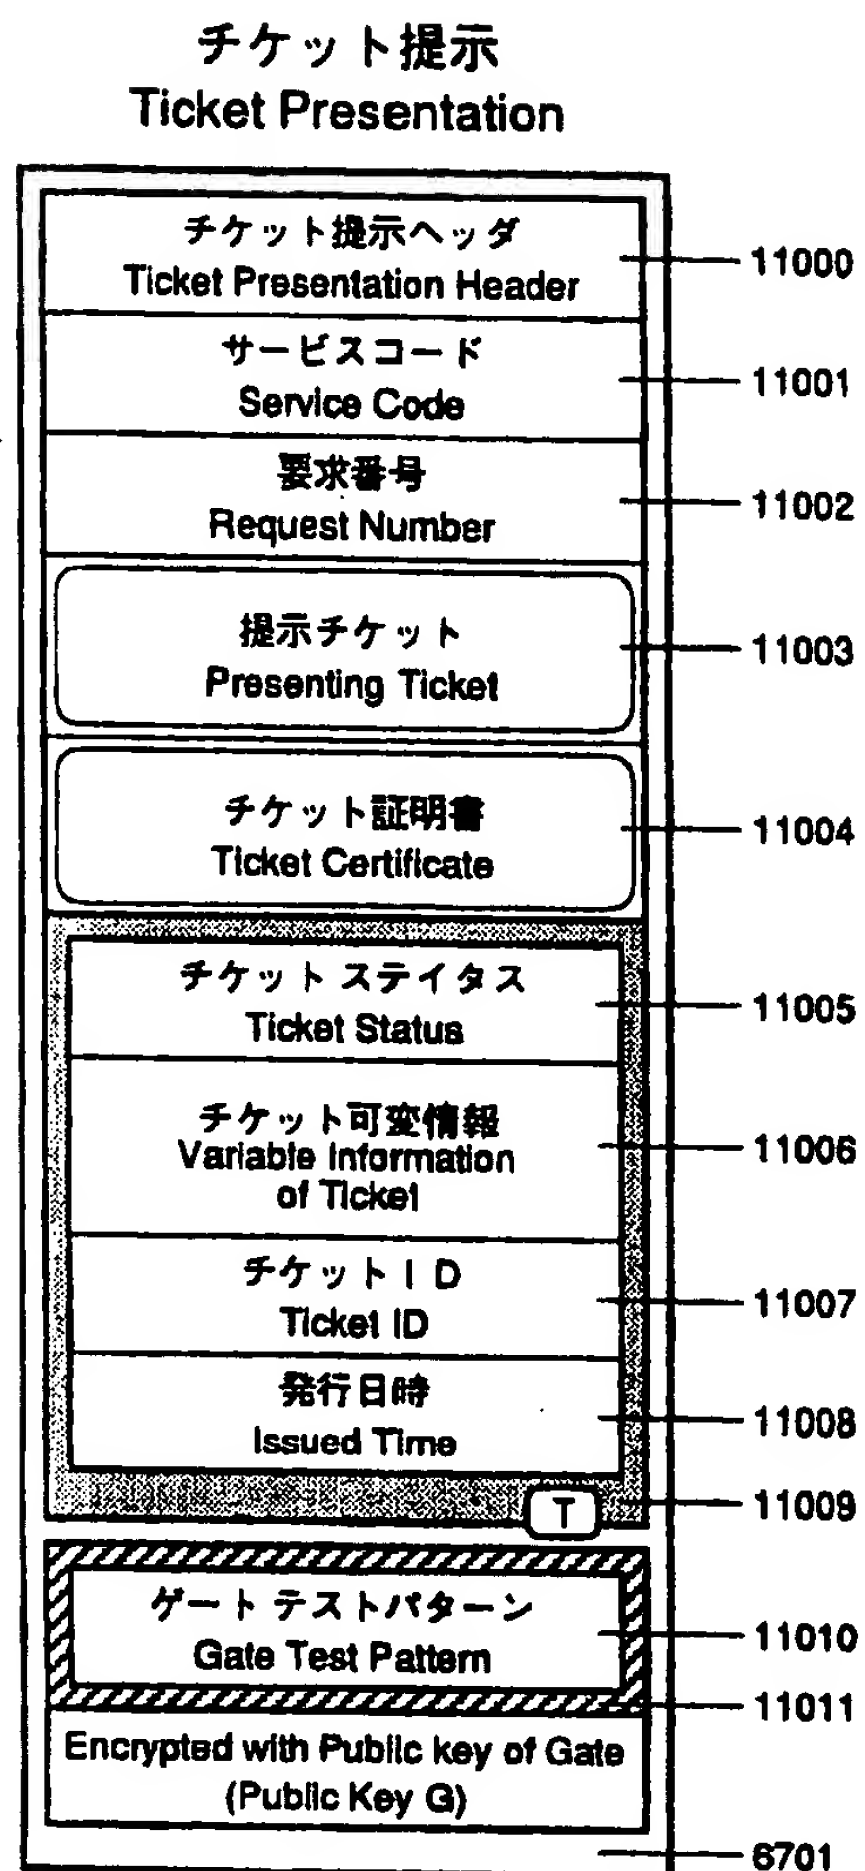 チケット提示
Ticket Presentation
チケット提示ヘッダ
Ticket Presentation Header
11000
サービスコード
Service Code
11001
要求番号
Request Number
11002
提示チケット
Presenting Ticket
11003
チケット証明書
Ticket Certificate
11004
チケット ステイタス
Ticket Status
11005
チケット可変情報
Variable Information
of Ticket
11006
チケットID
Ticket ID
11007
発行日時
Issued Time
11008
T
11009
ゲート テストパターン
Gate Test Pattern
11010
11011
Encrypted with Public key of Gate
(Public Key G)
6701